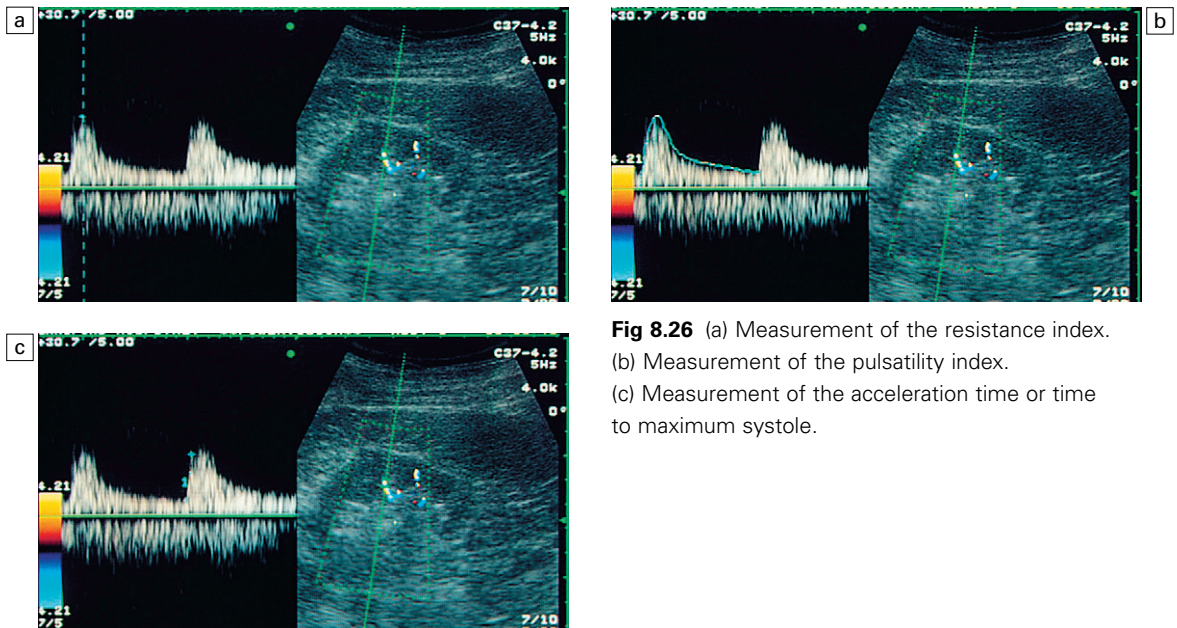 a
+30.7 /5.00
C37-4.2
5Hz
4.0k
0°
4.21
4.21
7/5
7/10
b
+30.7 /5.00
C37-4.2
5Hz
4.0k
0°
4.21
4.21
7/5
7/10
Fig 8.26 (a) Measurement of the resistance index.
(b) Measurement of the pulsatility index.
(c) Measurement of the acceleration time or time
to maximum systole.
c
+30.7 /5.00
C37-4.2
5Hz
4.0k
0°
4.21
1
4.21
7/5
7/10